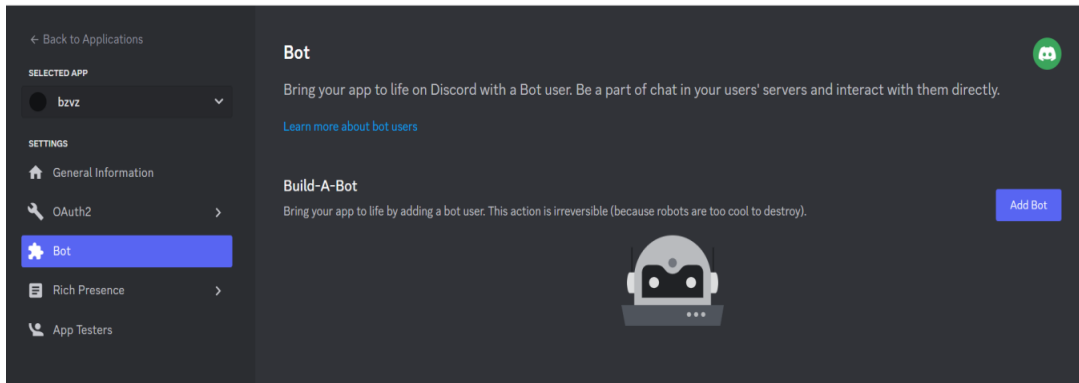 ← Back to Applications
SELECTED APP
bzvz
SETTINGS
General Information
OAuth2
Bot
Rich Presence
App Testers
Bot
Bring your app to life on Discord with a Bot user. Be a part of chat in your users' servers and interact with them directly.
Learn more about bot users
Build-A-Bot
Bring your app to life by adding a bot user. This action is irreversible (because robots are too cool to destroy).
Add Bot